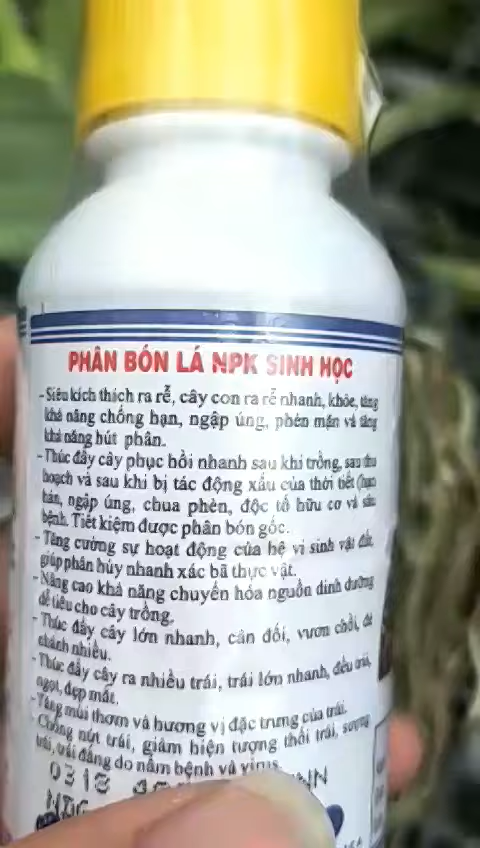 PHÂN BÓN LÁ NPK SINH HỌC
-Siêu kích thích ra rễ, cây con ra rễ nhanh, khỏe, tăng
khả năng chống hạn, ngập úng, phèn mặn và tăng
khả năng hút phân.
-Thúc đẩy cây phục hồi nhanh sau khi trồng, sau thu
hoạch và sau khi bị tác động xấu của thời tiết (hạn
hán, ngập úng, chua phèn, độc tố hữu cơ và sâu
bệnh. Tiết kiệm được phân bón gốc.
- Tăng cường sự hoạt động của hệ vi sinh vật đất,
giúp phân hủy nhanh xác bã thực vật.
- Nâng cao khả năng chuyển hóa nguồn dinh dưỡng
dễ tiêu cho cây trồng.
- Thúc đẩy cây lớn nhanh, cân đối, vươn chồi, đẻ
nhánh nhiều.
- Thúc đẩy cây ra nhiều trái, trái lớn nhanh, đều trái,
ngọt, đẹp mắt.
- Tăng mùi thơm và hương vị đặc trưng của trái.
- Chống nứt trái, giảm hiện tượng thối trái, sượng
trái, trái đắng do nấm bệnh và virus.
0318